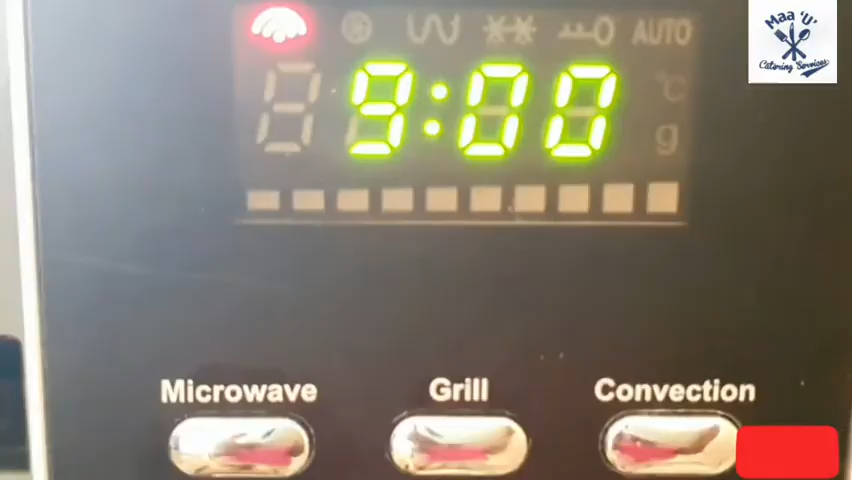 AUTO
9:00
°C
g
Microwave
Grill
Convection
Maa 'U'
Catering Services